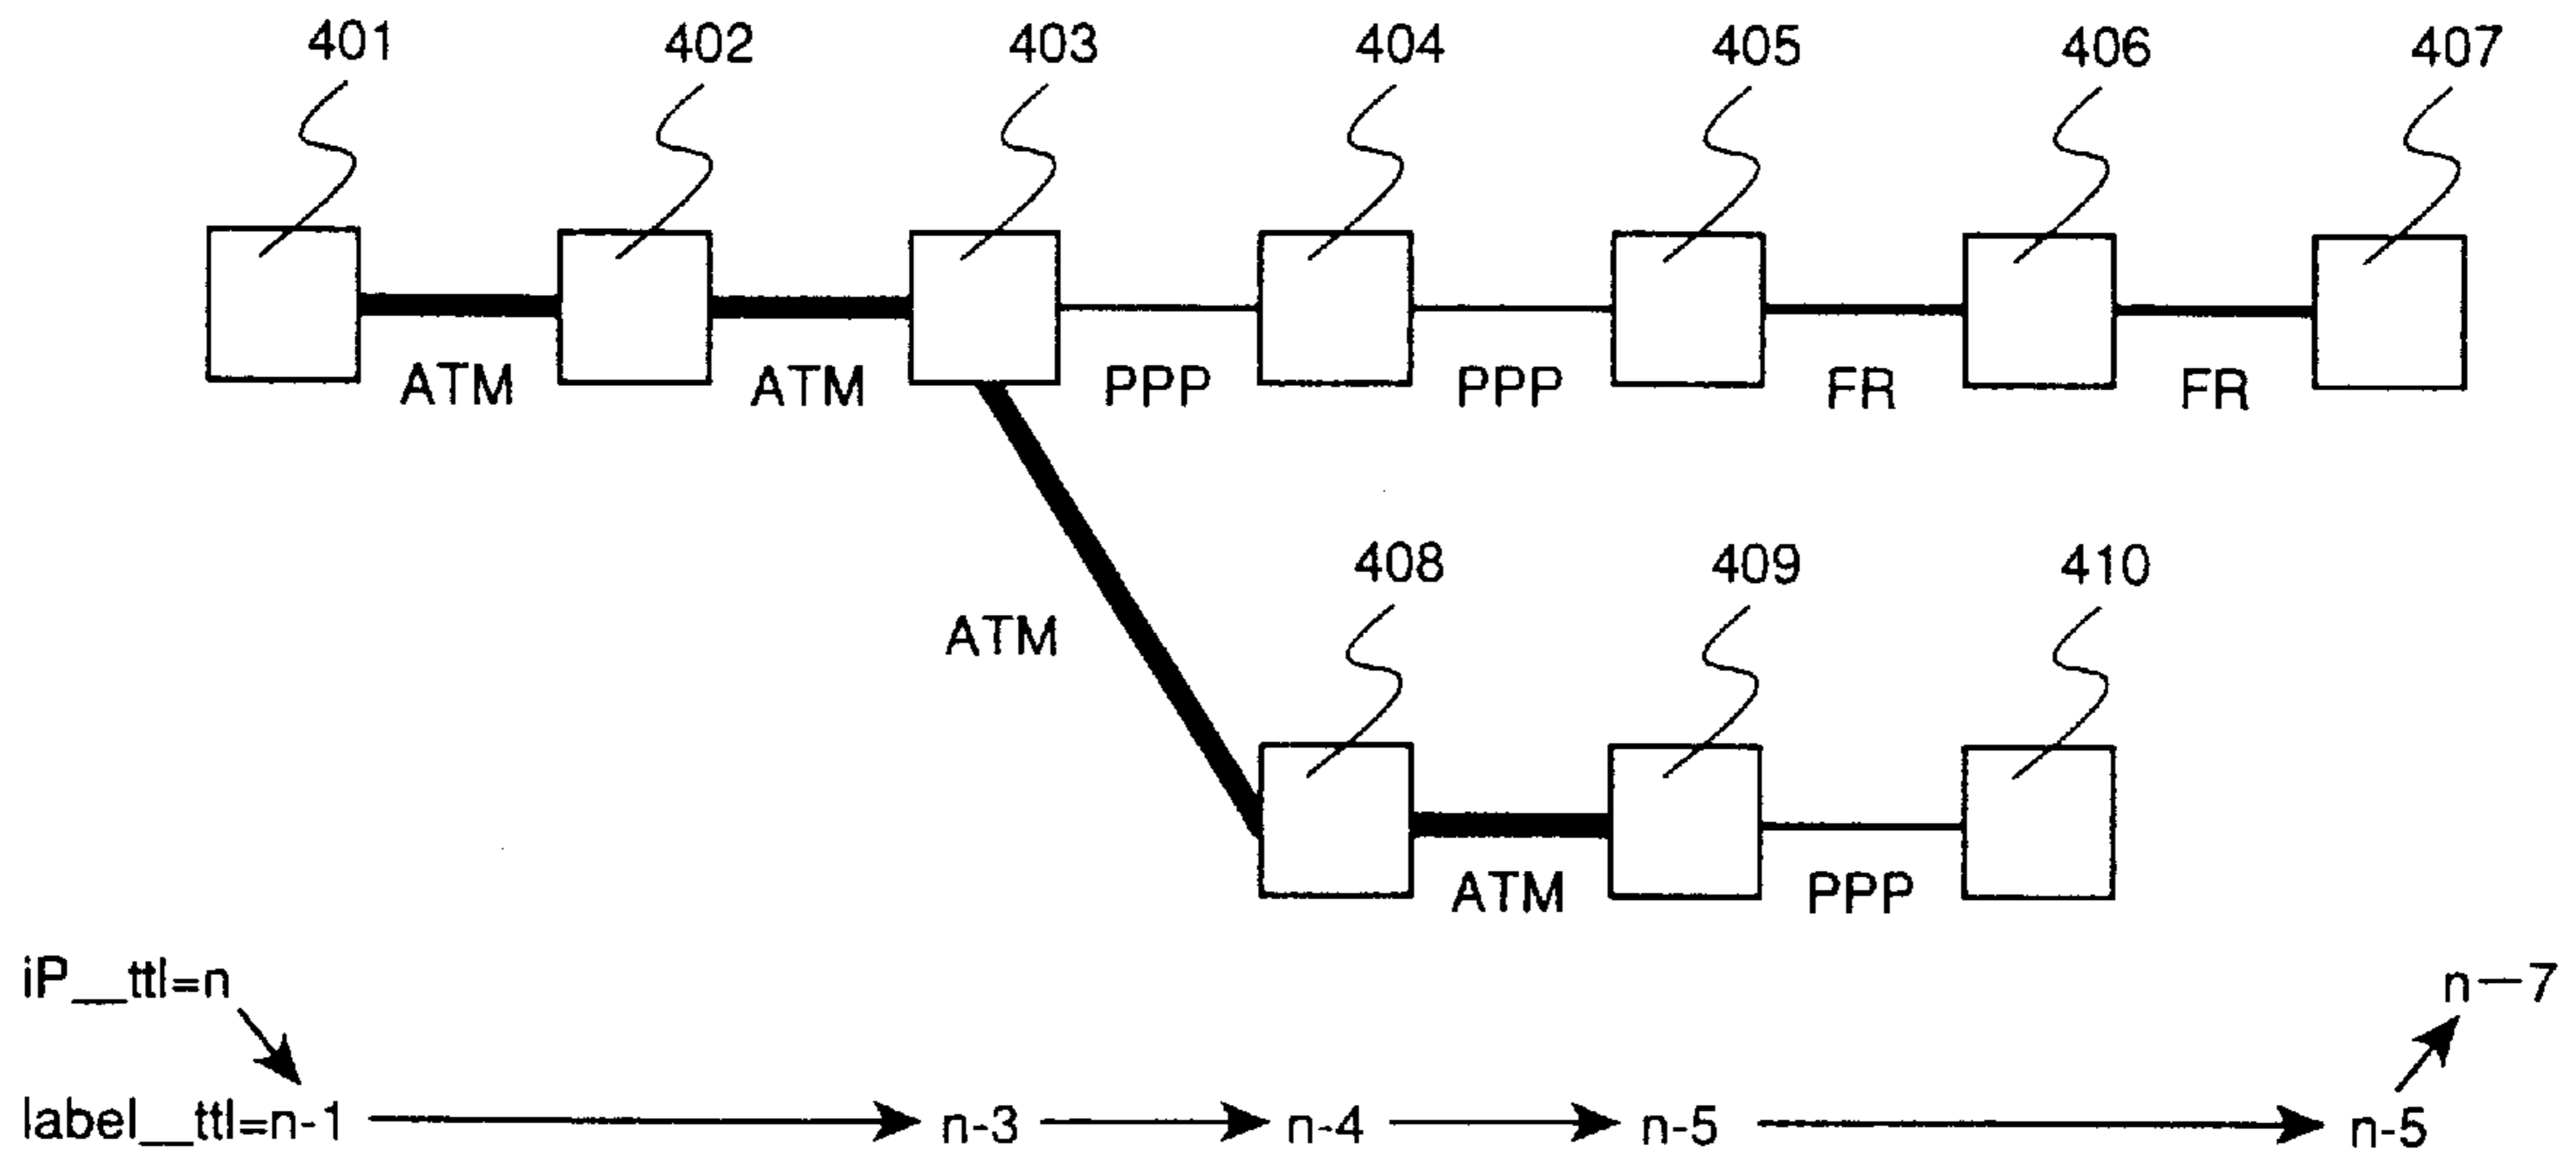 401 402 403 404 405 406 407
ATM ATM PPP PPP FR FR
408 409 410
ATM
ATM PPP
iP__ttl=n n—7
label__ttl=n-1 n-3 n-4 n-5 n-5